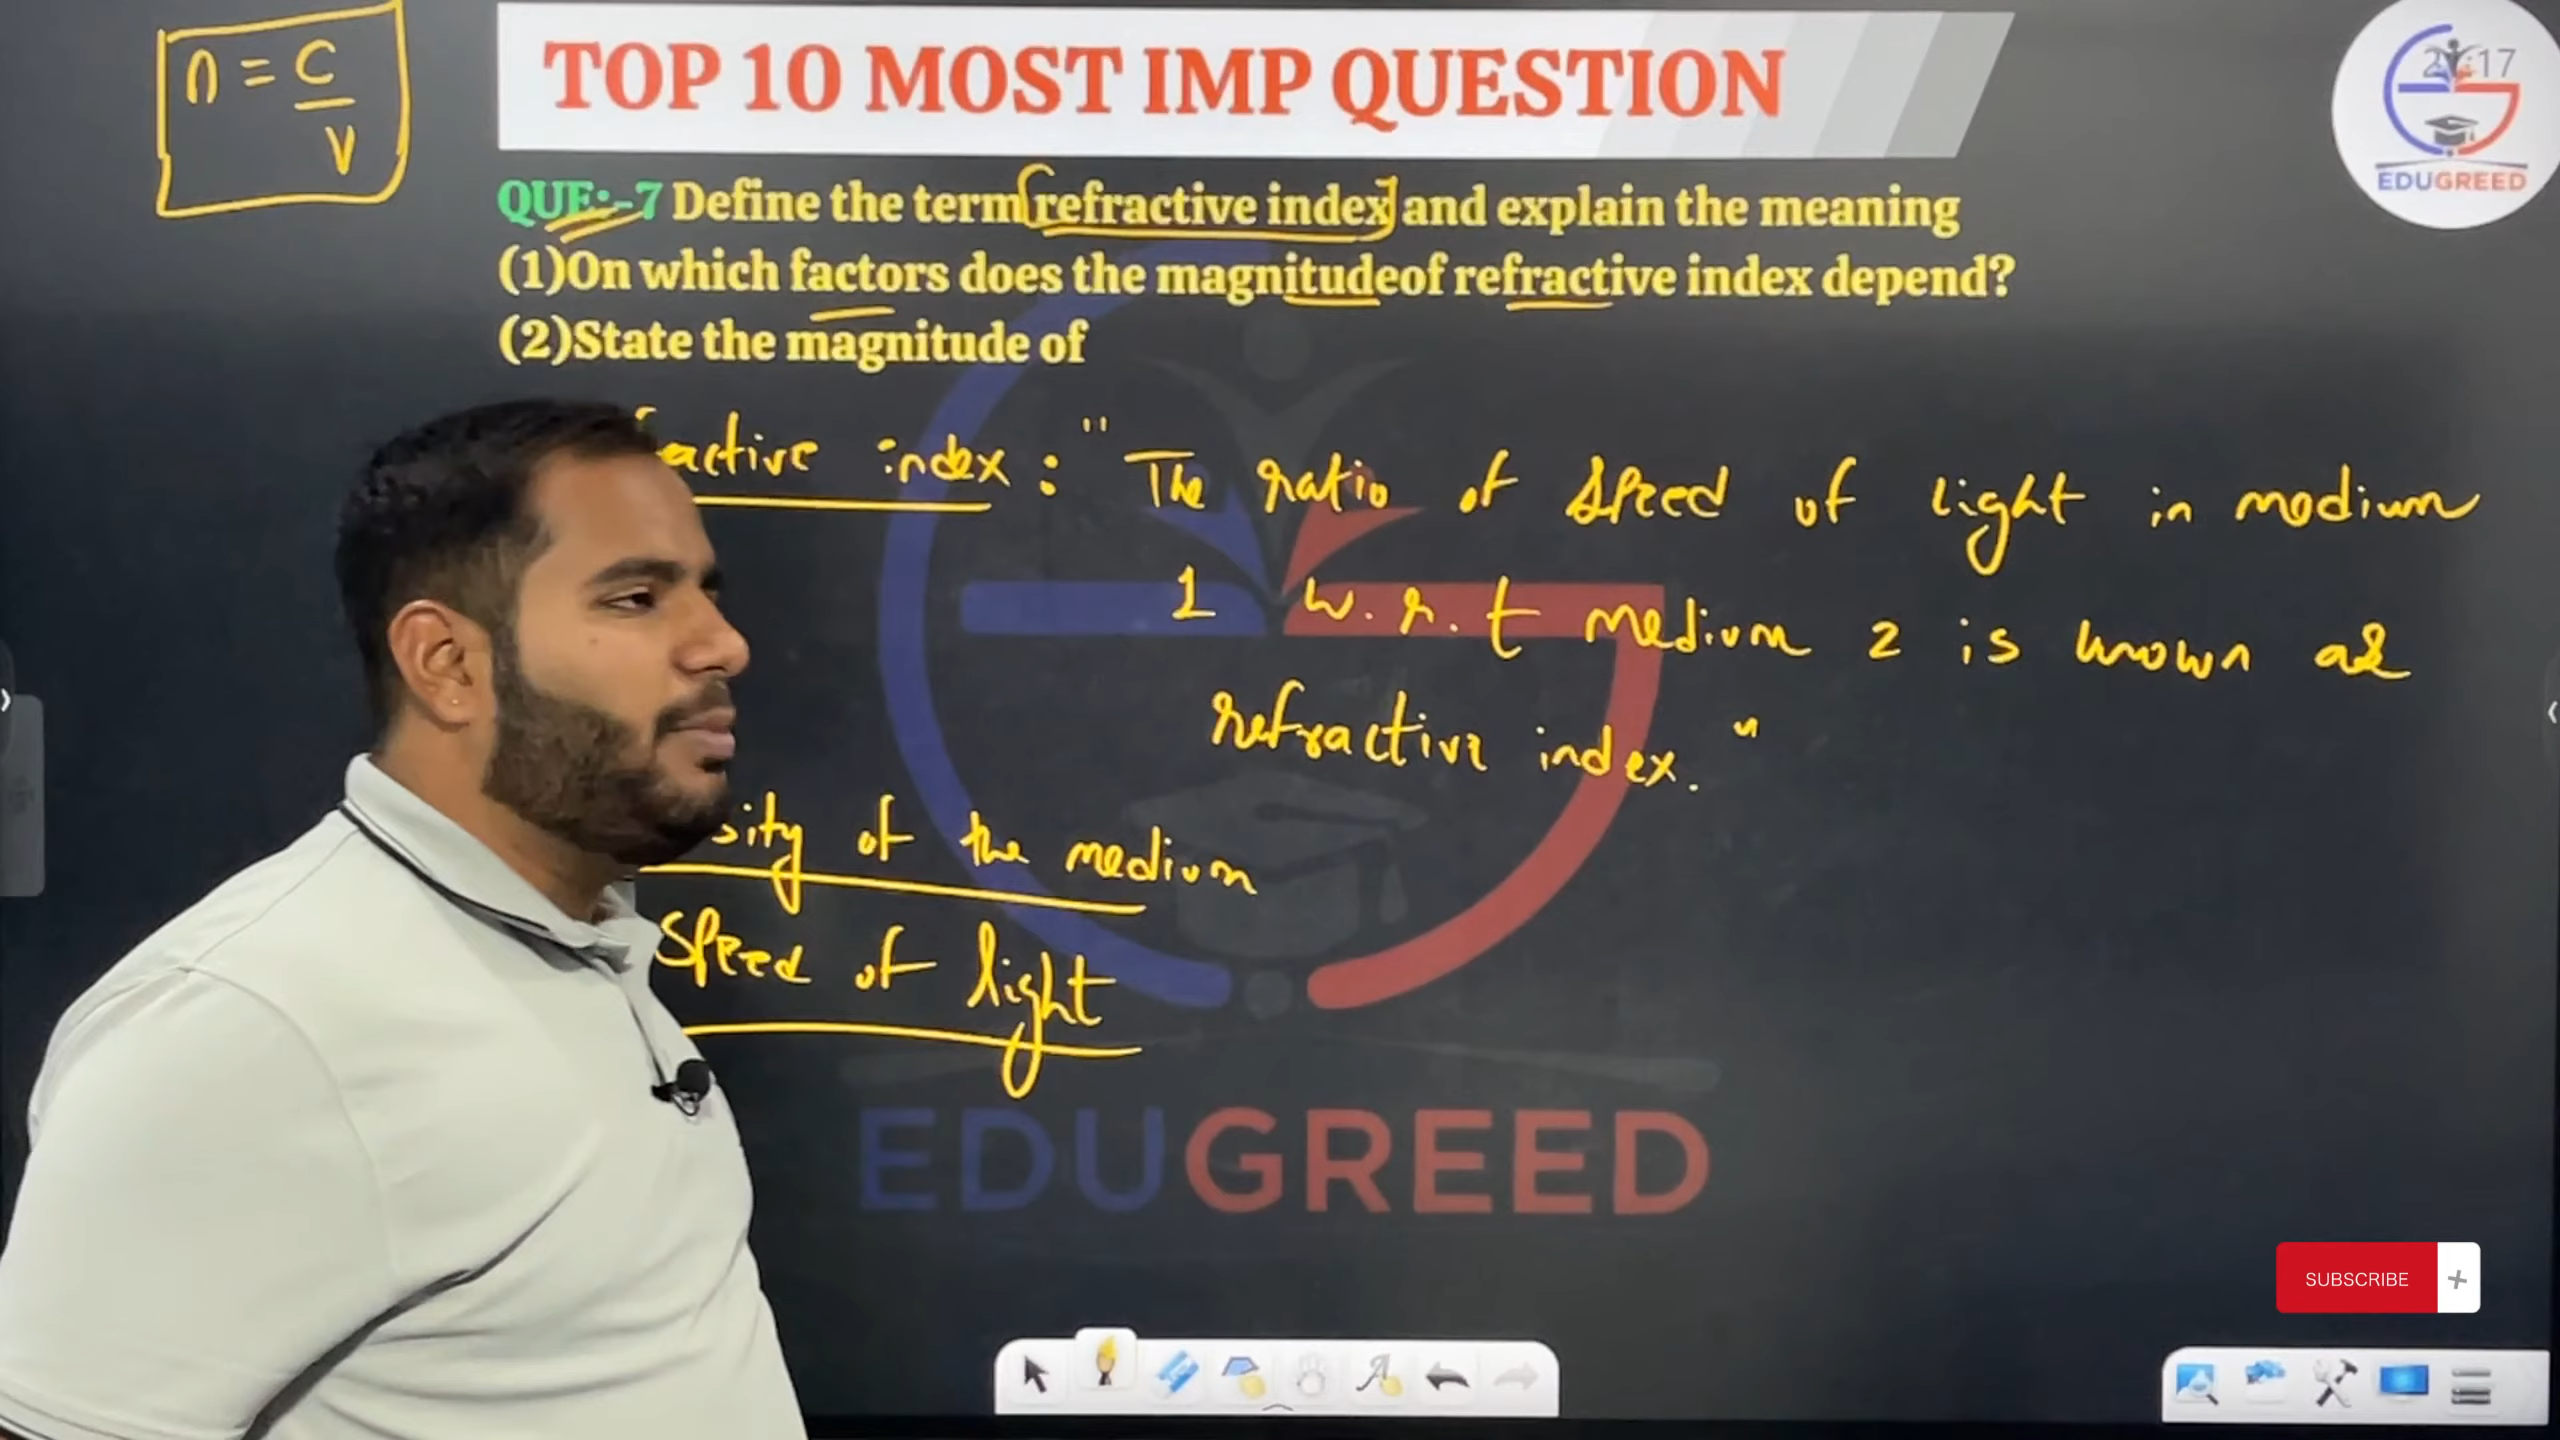 n = c
v
TOP 10 MOST IMP QUESTION
21:17
EDUGREED
QUE:-7 Define the term refractive index and explain the meaning
(1)On which factors does the magnitudeof refractive index depend?
(2)State the magnitude of
active index : " The ratio of speed of light in medium
1 w.r.t medium 2 is known as
refractive index. "
sity of the medium
Speed of light
EDUGREED
SUBSCRIBE +